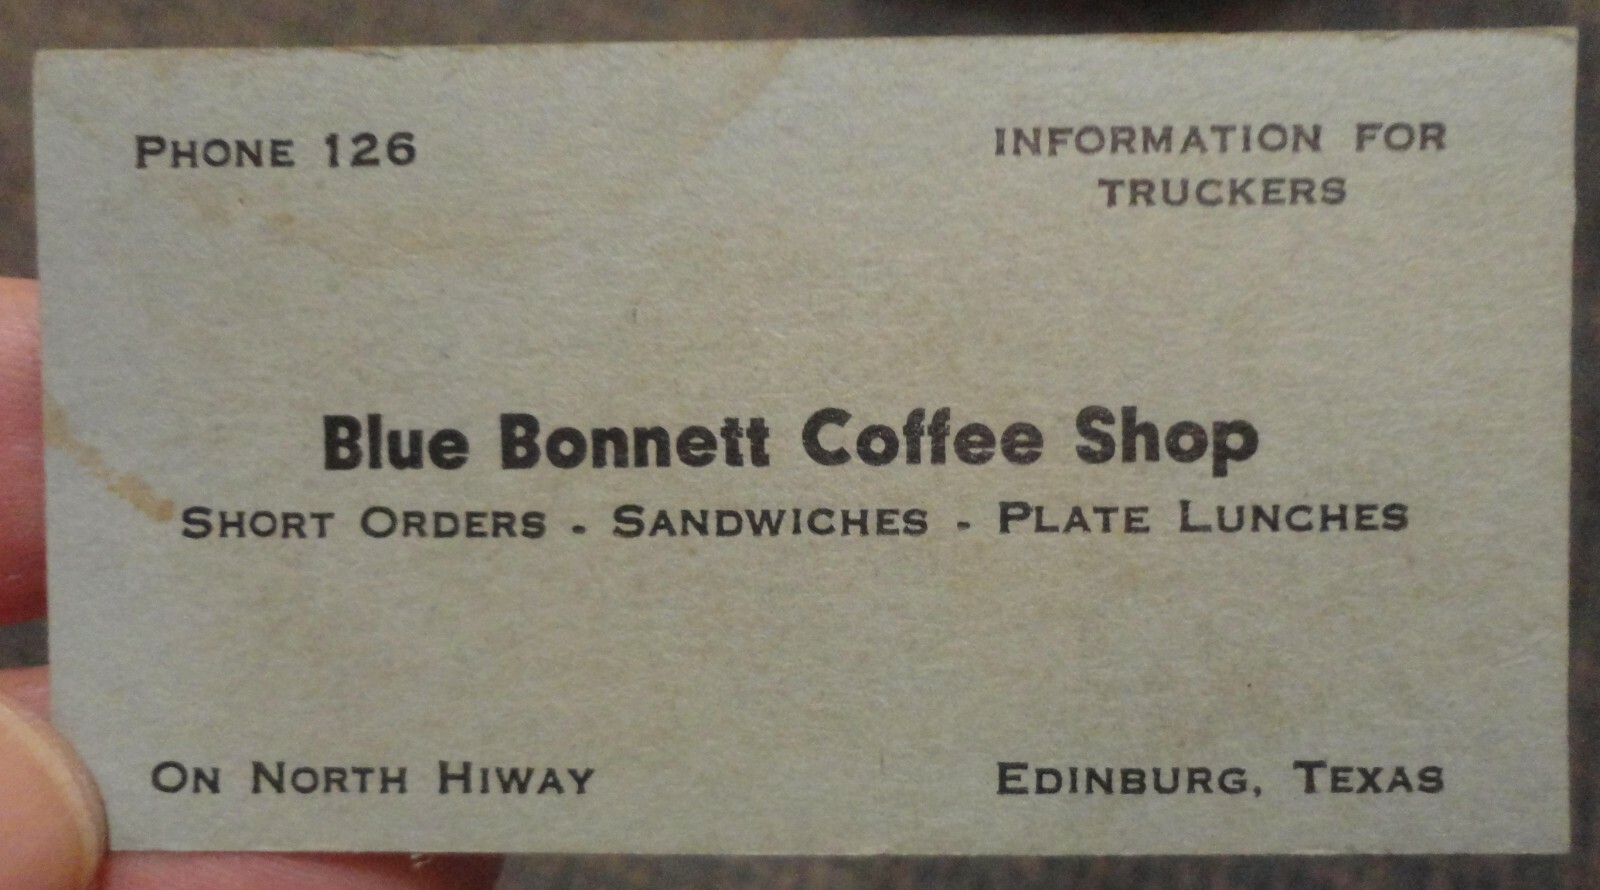 PHONE 126
INFORMATION FOR
TRUCKERS
Blue Bonnett Coffee Shop
SHORT ORDERS - SANDWICHES - PLATE LUNCHES
ON NORTH HIWAY
EDINBURG, TEXAS